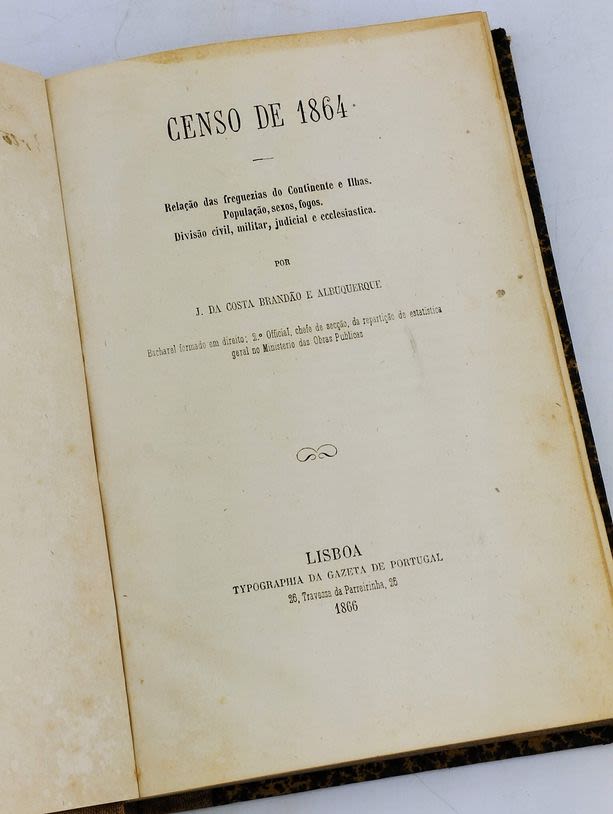 CENSO DE 1864
Relação das freguezias do Continente e Ilhas.
População, sexos, fogos.
Divisão civil, militar, judicial e ecclesiastica.
POR
J. DA COSTA BRANDÃO E ALBUQUERQUE
Bacharel formado em direito; 2.º Official, chefe de secção, da repartição de estatistica
geral no Ministerio das Obras Publicas
LISBOA
TYPOGRAPHIA DA GAZETA DE PORTUGAL
26, Travessa da Parreirinha, 26
1866